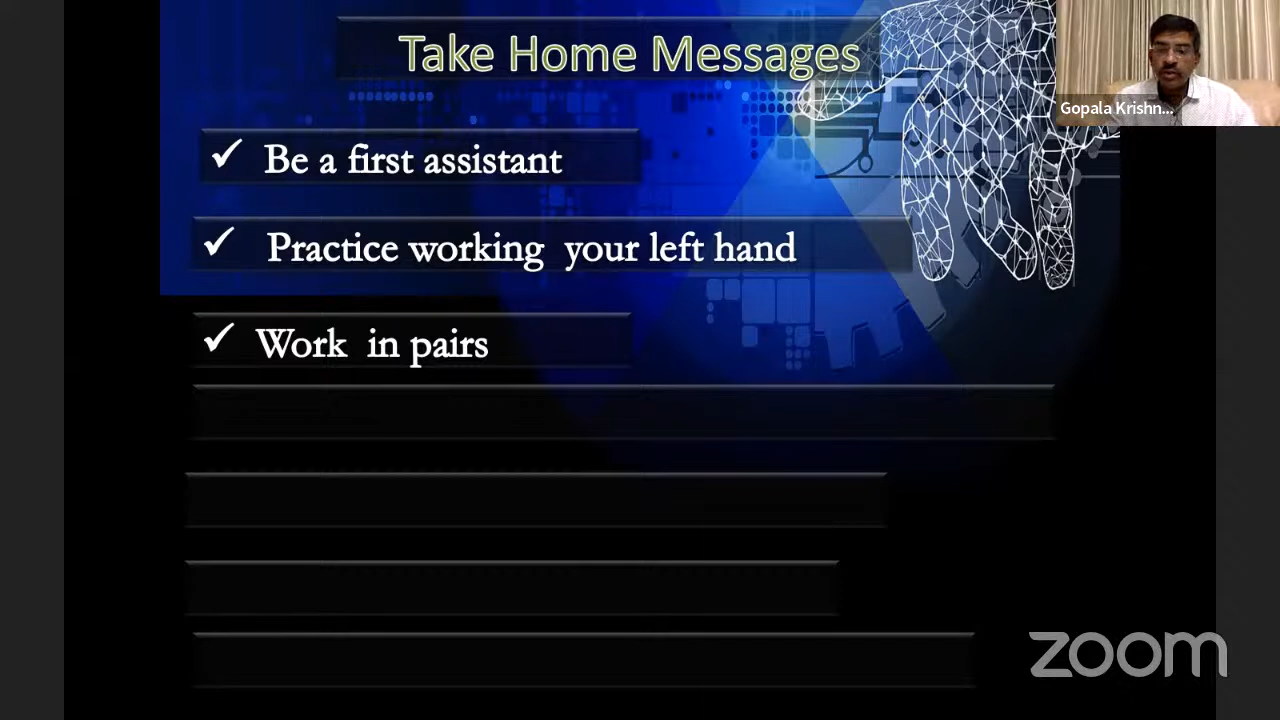 Take Home Messages
Gopala Krishn...
✓ Be a first assistant
✓ Practice working your left hand
✓ Work in pairs
zoom